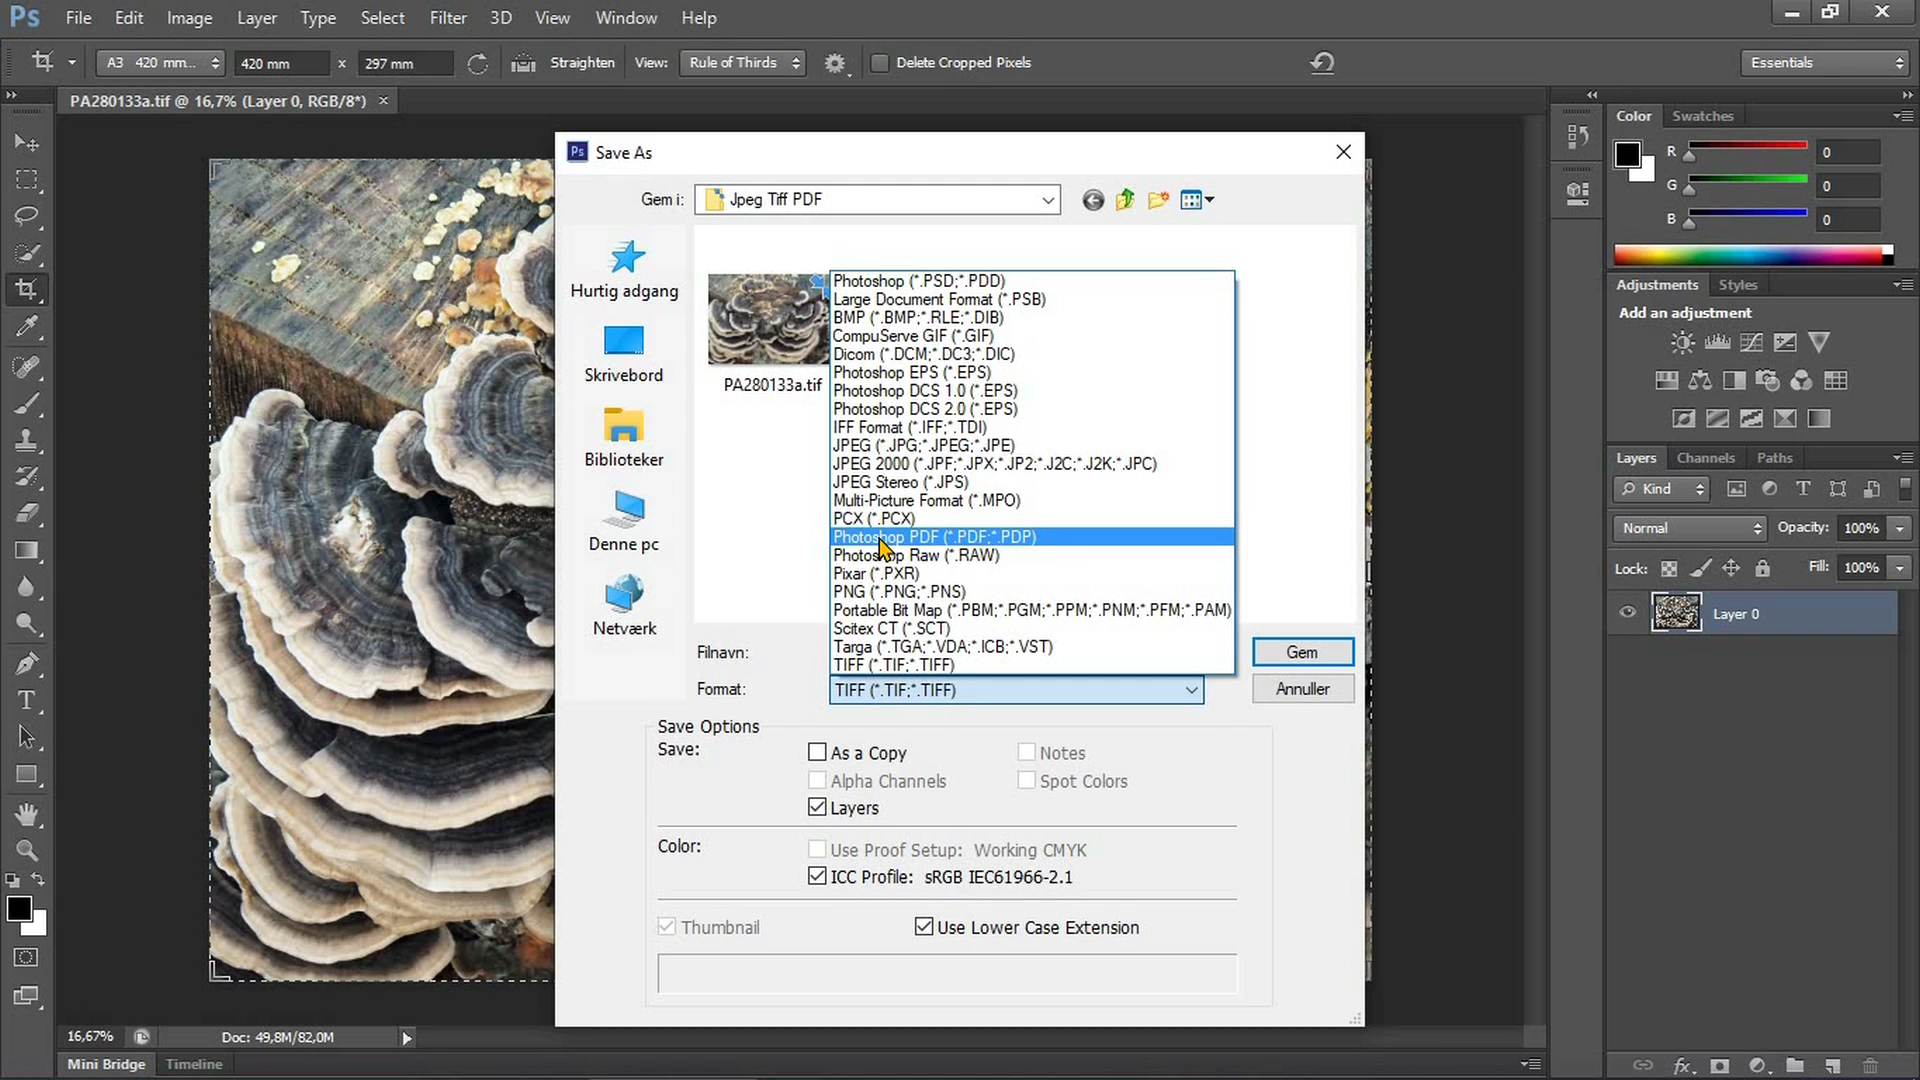 Ps File Edit Image Layer Type Select Filter 3D View Window Help
A3 420 mm... 420 mm x 297 mm Straighten View: Rule of Thirds Delete Cropped Pixels Essentials
PA280133a.tif @ 16,7% (Layer 0, RGB/8*) ×
Color Swatches
R 0
G 0
B 0
Adjustments Styles
Add an adjustment
Layers Channels Paths
Kind
Normal Opacity: 100%
Lock: Fill: 100%
Layer 0
Ps Save As
Gem i: Jpeg Tiff PDF
Hurtig adgang
Skrivebord
Biblioteker
Denne pc
Netværk
PA280133a.tif
Photoshop (*.PSD;*.PDD)
Large Document Format (*.PSB)
BMP (*.BMP;*.RLE;*.DIB)
CompuServe GIF (*.GIF)
Dicom (*.DCM;*.DC3;*.DIC)
Photoshop EPS (*.EPS)
Photoshop DCS 1.0 (*.EPS)
Photoshop DCS 2.0 (*.EPS)
IFF Format (*.IFF;*.TDI)
JPEG (*.JPG;*.JPEG;*.JPE)
JPEG 2000 (*.JPF;*.JPX;*.JP2;*.J2C;*.J2K;*.JPC)
JPEG Stereo (*.JPS)
Multi-Picture Format (*.MPO)
PCX (*.PCX)
Photoshop PDF (*.PDF;*.PDP)
Photoshop Raw (*.RAW)
Pixar (*.PXR)
PNG (*.PNG;*.PNS)
Portable Bit Map (*.PBM;*.PGM;*.PPM;*.PNM;*.PFM;*.PAM)
Scitex CT (*.SCT)
Targa (*.TGA;*.VDA;*.ICB;*.VST)
TIFF (*.TIF;*.TIFF)
Filnavn: Gem
Format: TIFF (*.TIF;*.TIFF) Annuller
Save Options
Save: As a Copy Notes
Alpha Channels Spot Colors
Layers
Color: Use Proof Setup: Working CMYK
ICC Profile: sRGB IEC61966-2.1
Thumbnail Use Lower Case Extension
16,67% Doc: 49,8M/82,0M
Mini Bridge Timeline